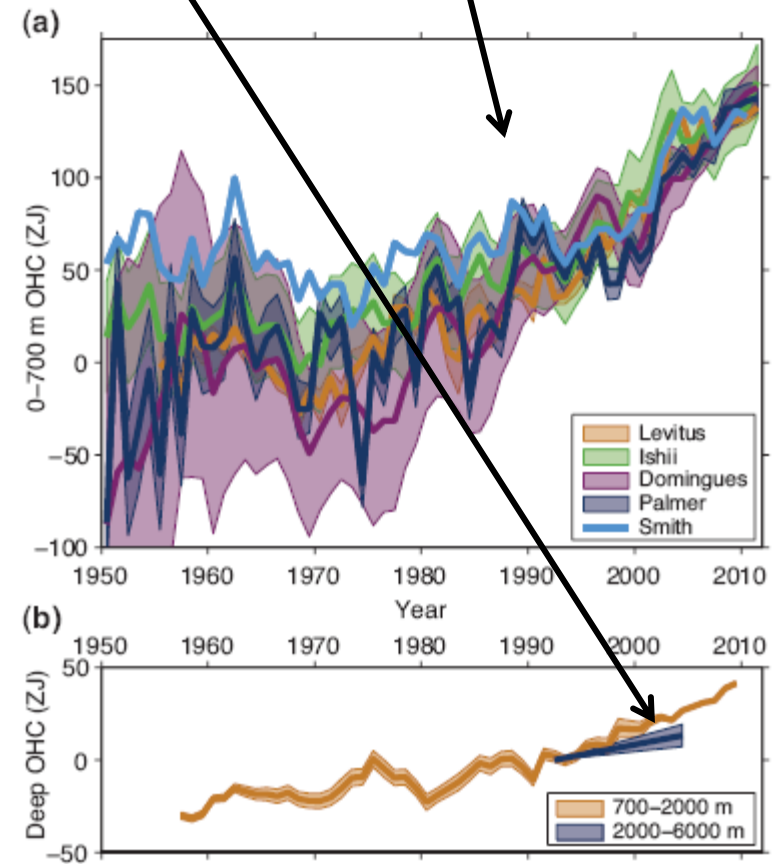 (a)
150
100
50
0
−50
−100
0−700 m OHC (ZJ)
Levitus
Ishii
Domingues
Palmer
Smith
1950 1960 1970 1980 1990 2000 2010
Year
(b)
1950 1960 1970 1980 1990 2000 2010
50
0
−50
Deep OHC (ZJ)
700−2000 m
2000−6000 m